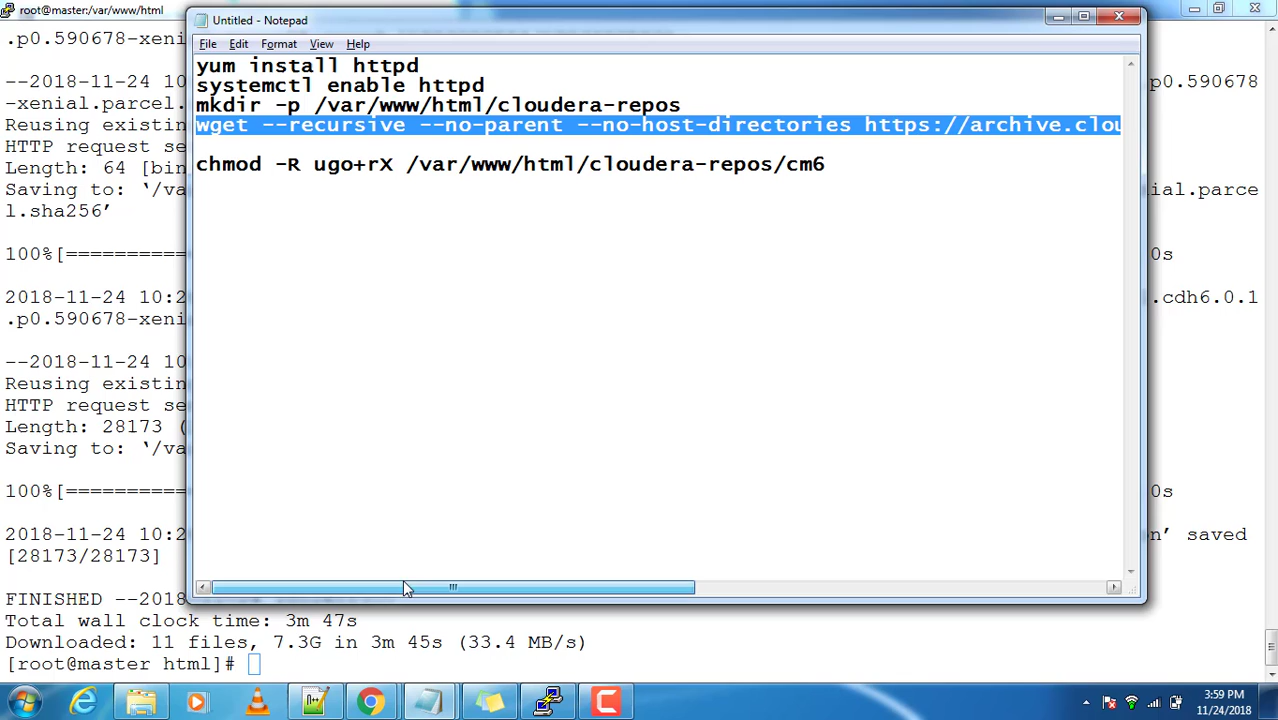 root@master:/var/www/html
Untitled - Notepad
File Edit Format View Help
yum install httpd
systemctl enable httpd
mkdir -p /var/www/html/cloudera-repos
wget --recursive --no-parent --no-host-directories https://archive.clou
chmod -R ugo+rX /var/www/html/cloudera-repos/cm6
.p0.590678-xeni
--2018-11-24 10 p0.590678
-xenial.parcel.
Reusing existin
HTTP request se
Length: 64 [bin
Saving to: ‘/va ial.parce
l.sha256’
100%[=========== 0s
2018-11-24 10:2 .cdh6.0.1
.p0.590678-xeni
--2018-11-24 10
Reusing existin
HTTP request se
Length: 28173 (
Saving to: ‘/va
100%[=========== 0s
2018-11-24 10:2 n’ saved
[28173/28173]
FINISHED --2018
Total wall clock time: 3m 47s
Downloaded: 11 files, 7.3G in 3m 45s (33.4 MB/s)
[root@master html]#
3:59 PM
11/24/2018